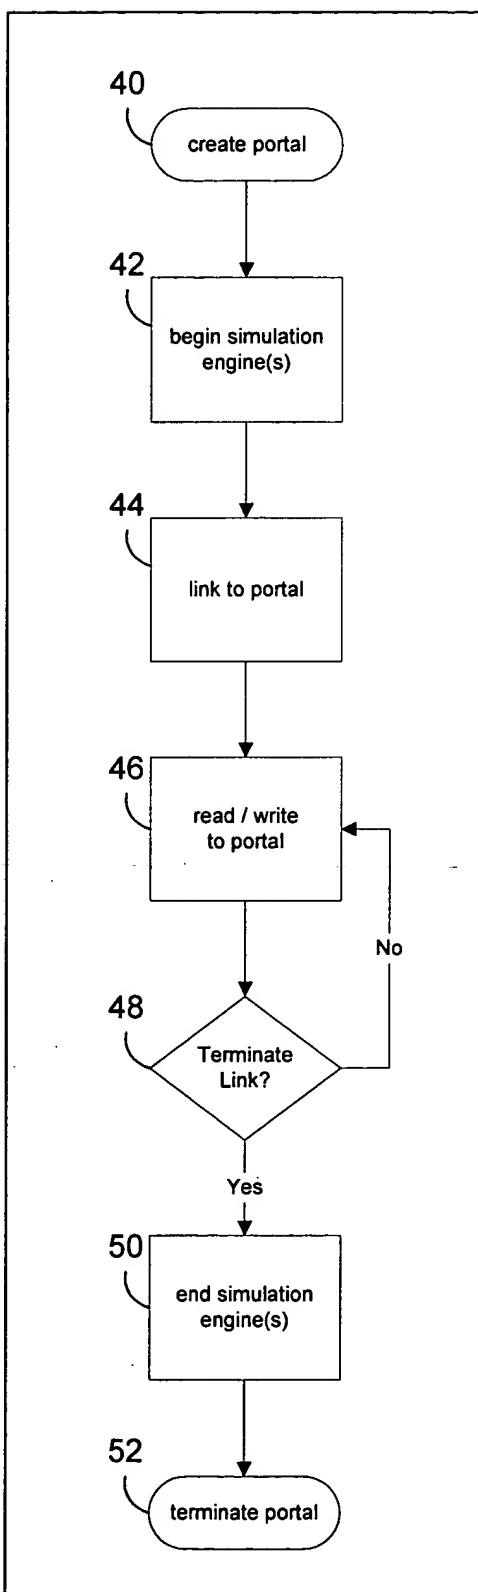 40
create portal
42
begin simulation
engine(s)
44
link to portal
46
read / write
to portal
No
48
Terminate
Link?
Yes
50
end simulation
engine(s)
52
terminate portal